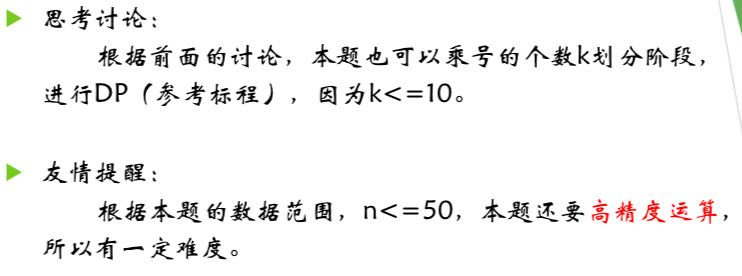 思考讨论：
根据前面的讨论，本题也可以乘号的个数k划分阶段，
进行DP（参考标程），因为k<=10。
友情提醒：
根据本题的数据范围，n<=50，本题还要高精度运算，
所以有一定难度。